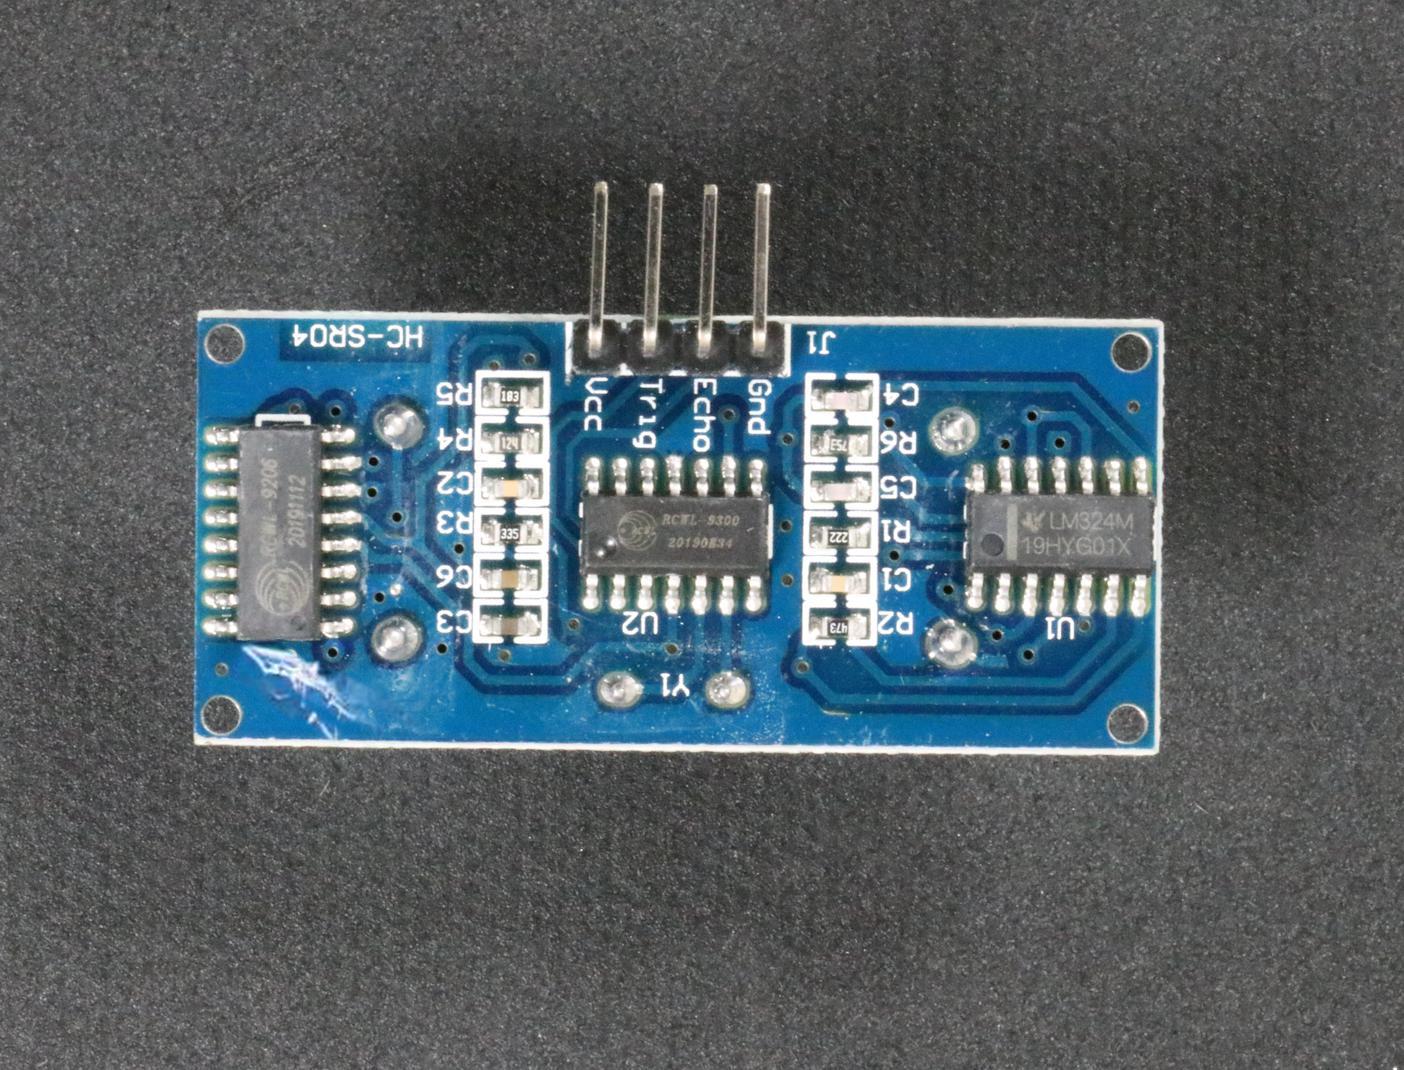 HC-SR04
J1
Vcc
Trig
Echo
Gnd
R5
103
C4
R4
124
R6
C2
C5
R3
335
R1
222
C6
C1
C3
R2
473
RCWL-9206
20191112
RCWL-9300
LM324M
19HYG01X
U2
U1
Y1